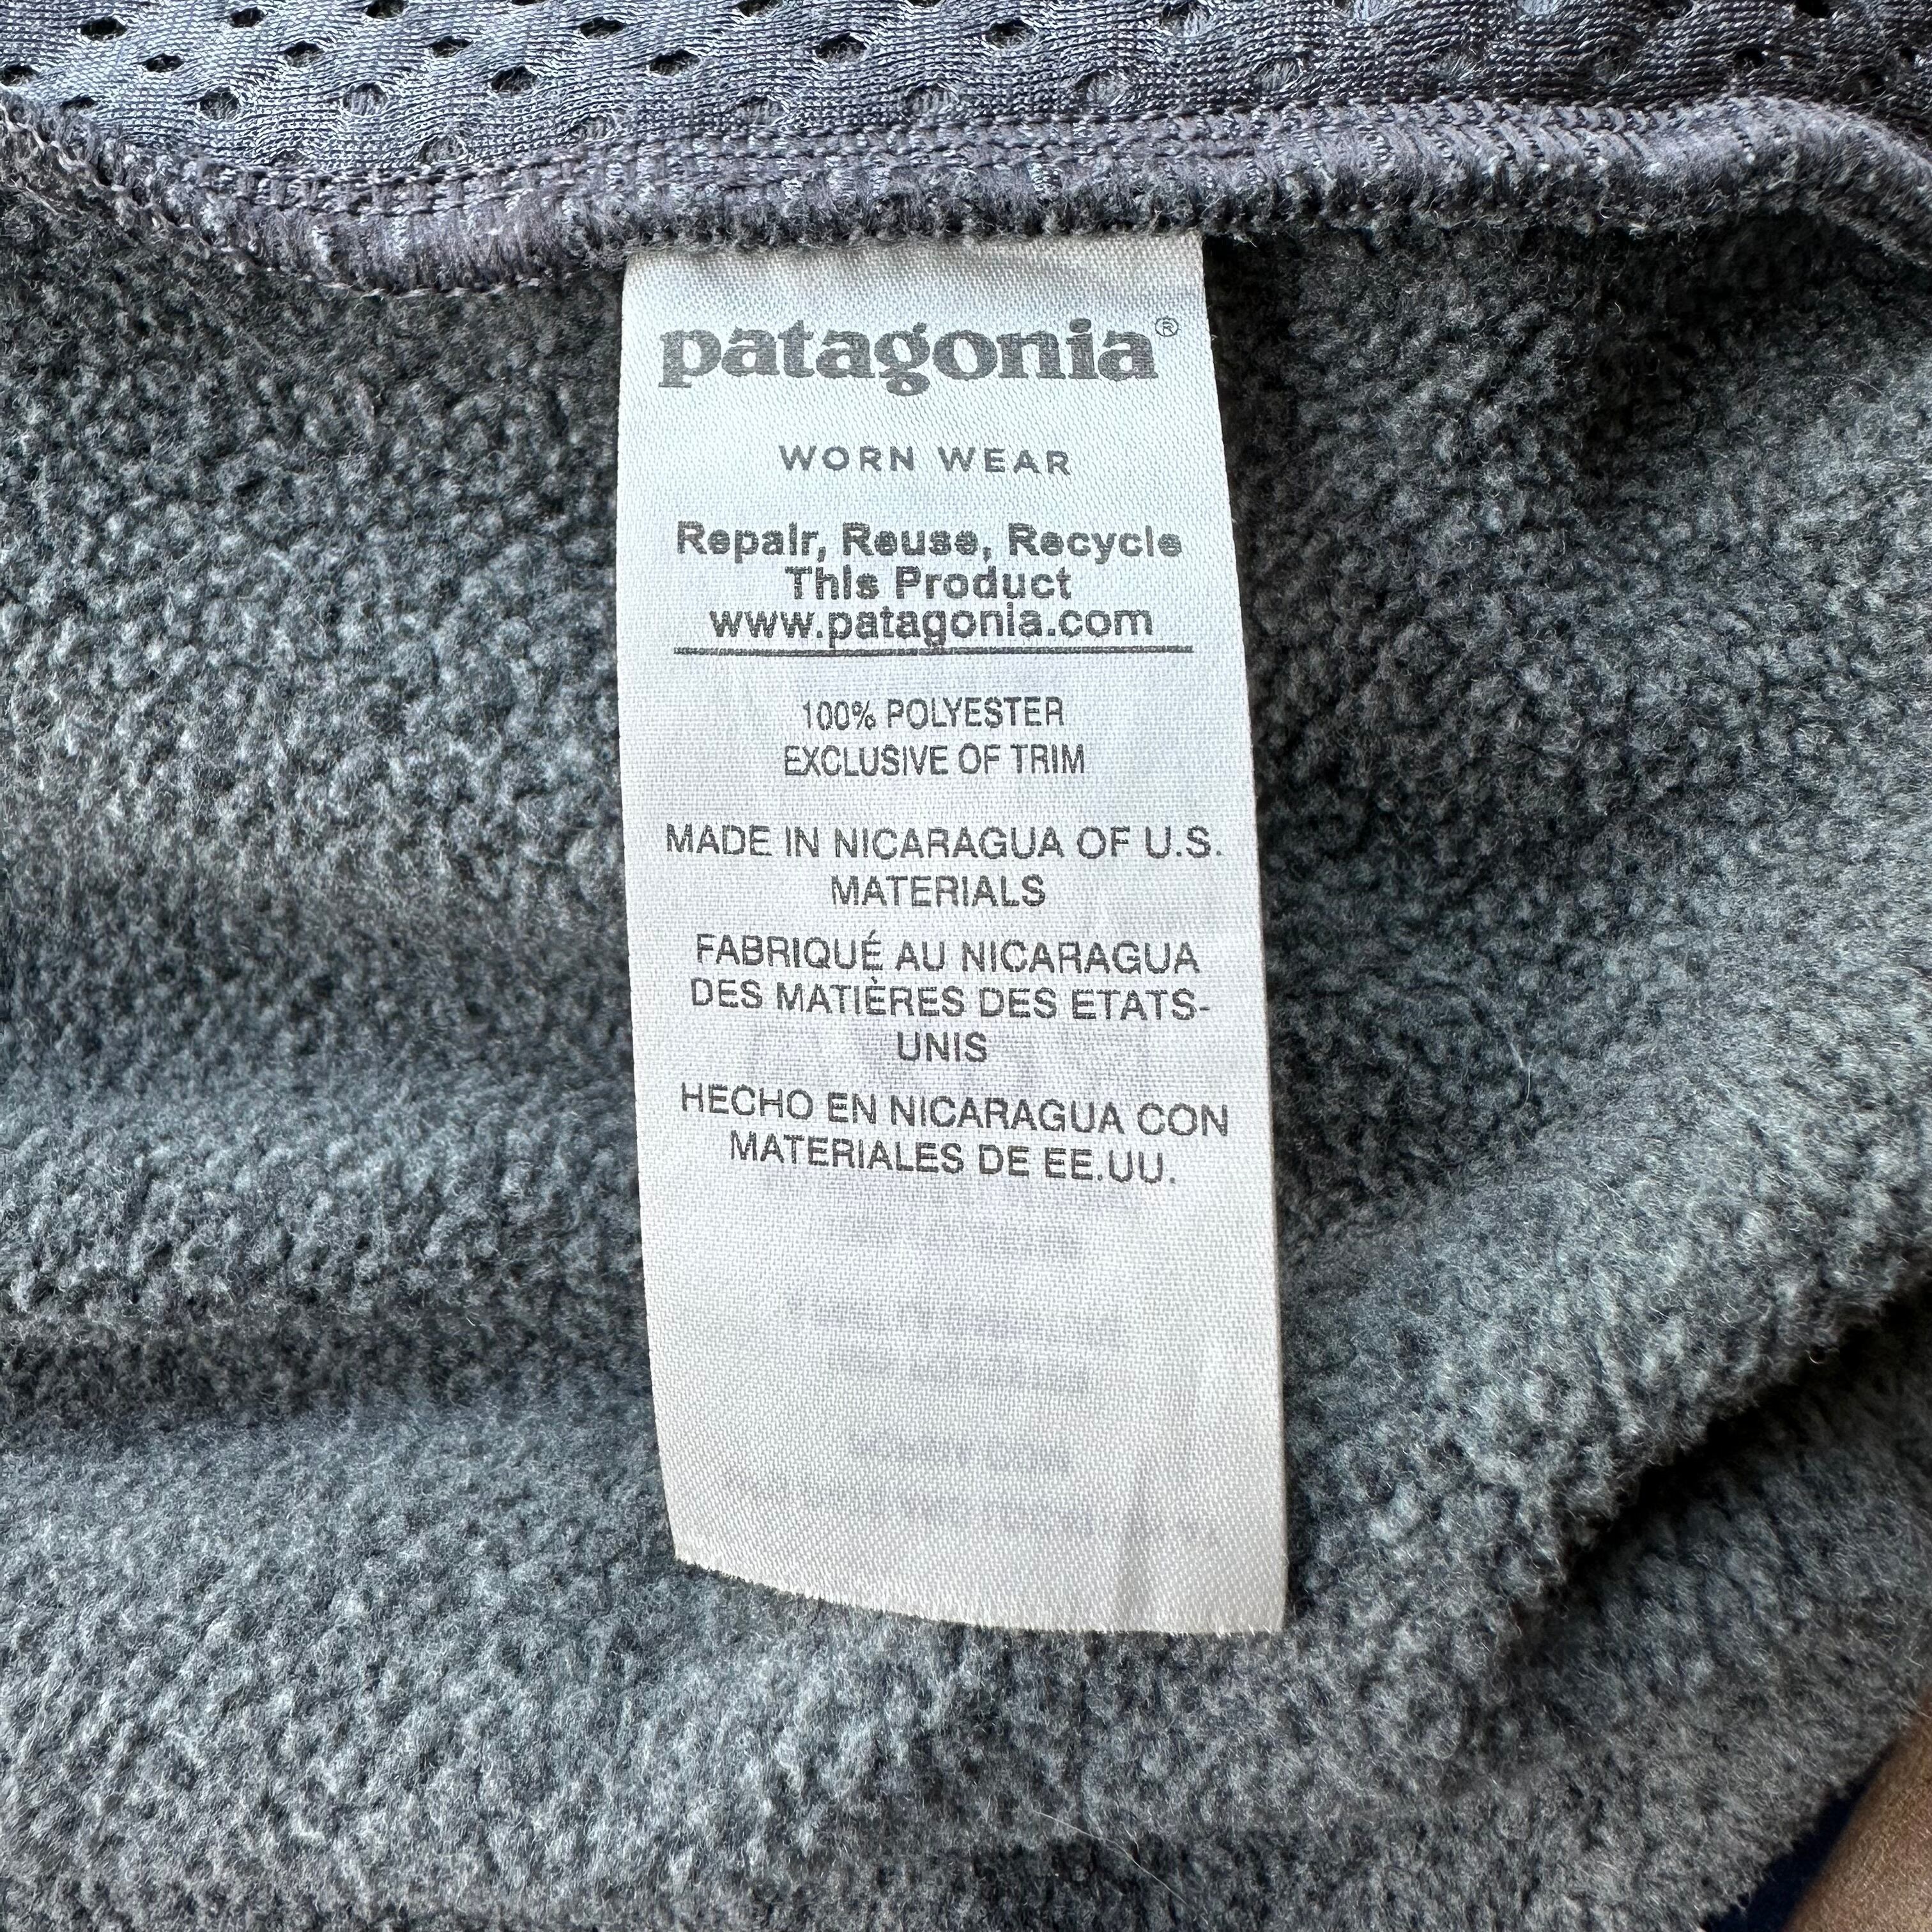 patagonia®
WORN WEAR
Repair, Reuse, Recycle
This Product
www.patagonia.com
100% POLYESTER
EXCLUSIVE OF TRIM
MADE IN NICARAGUA OF U.S.
MATERIALS
FABRIQUÉ AU NICARAGUA
DES MATIÈRES DES ETATS-
UNIS
HECHO EN NICARAGUA CON
MATERIALES DE EE.UU.